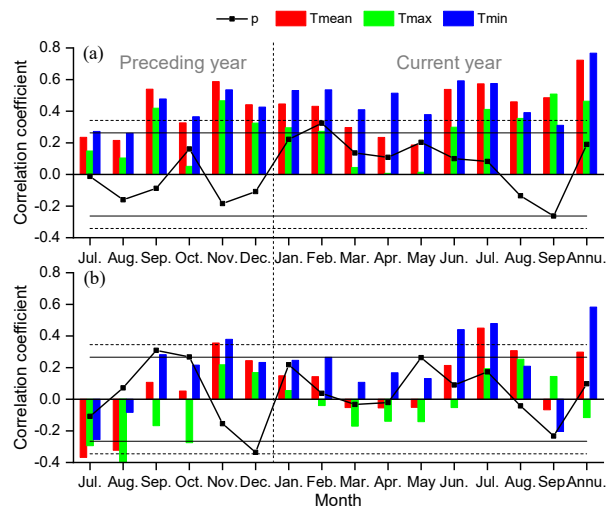 p Tmean Tmax Tmin
(a) Preceding year Current year
Correlation coefficient
0.8
0.6
0.4
0.2
0.0
-0.2
-0.4
Jul. Aug. Sep. Oct. Nov. Dec. Jan. Feb. Mar. Apr. May Jun. Jul. Aug. Sep Annu.
(b)
Correlation coefficient
0.6
0.4
0.2
0.0
-0.2
-0.4
Jul. Aug. Sep. Oct. Nov. Dec. Jan. Feb. Mar. Apr. May Jun. Jul. Aug. Sep. Annu.
Month